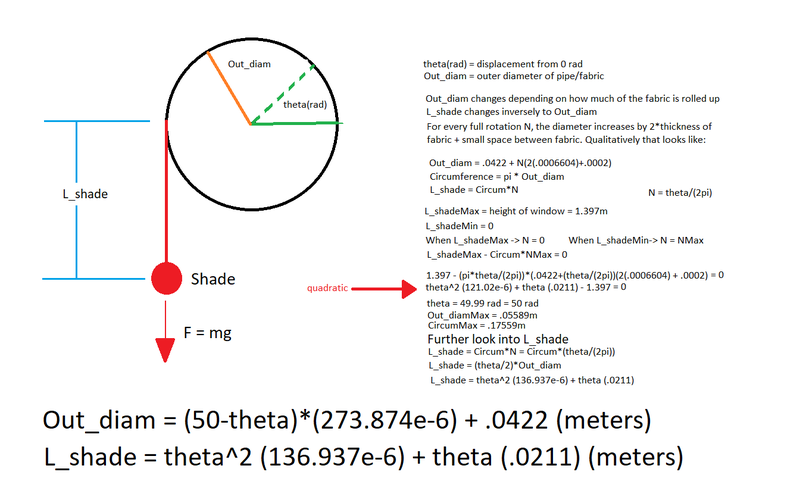 Out_diam
theta(rad)
L_shade
Shade
F = mg
theta(rad) = displacement from 0 rad
Out_diam = outer diameter of pipe/fabric
Out_diam changes depending on how much of the fabric is rolled up
L_shade changes inversely to Out_diam
For every full rotation N, the diameter increases by 2*thickness of
fabric + small space between fabric. Qualitatively that looks like:
Out_diam = .0422 + N(2(.0006604)+.0002)
Circumference = pi * Out_diam
L_shade = Circum*N
N = theta/(2pi)
L_shadeMax = height of window = 1.397m
L_shadeMin = 0
When L_shadeMax -> N = 0 When L_shadeMin-> N = NMax
L_shadeMax - Circum*NMax = 0
1.397 - (pi*theta/(2pi))*(.0422+(theta/(2pi))(2(.0006604) + .0002) = 0
quadratic
theta^2 (121.02e-6) + theta (.0211) - 1.397 = 0
theta = 49.99 rad = 50 rad
Out_diamMax = .05589m
CircumMax = .17559m
Further look into L_shade
L_shade = Circum*N = Circum*(theta/(2pi))
L_shade = (theta/2)*Out_diam
L_shade = theta^2 (136.937e-6) + theta (.0211)
Out_diam = (50-theta)*(273.874e-6) + .0422 (meters)
L_shade = theta^2 (136.937e-6) + theta (.0211) (meters)